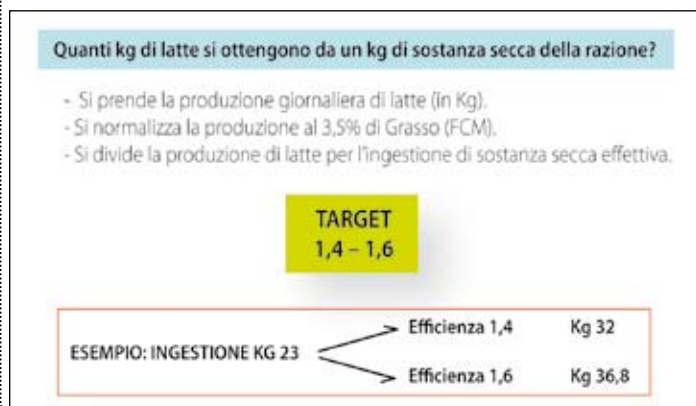 Quanti kg di latte si ottengono da un kg di sostanza secca della razione?
- Si prende la produzione giornaliera di latte (in Kg).
- Si normalizza la produzione al 3,5% di Grasso (FCM).
- Si divide la produzione di latte per l'ingestione di sostanza secca effettiva.
TARGET
1,4 – 1,6
Efficienza 1,4 Kg 32
ESEMPIO: INGESTIONE KG 23
Efficienza 1,6 Kg 36,8